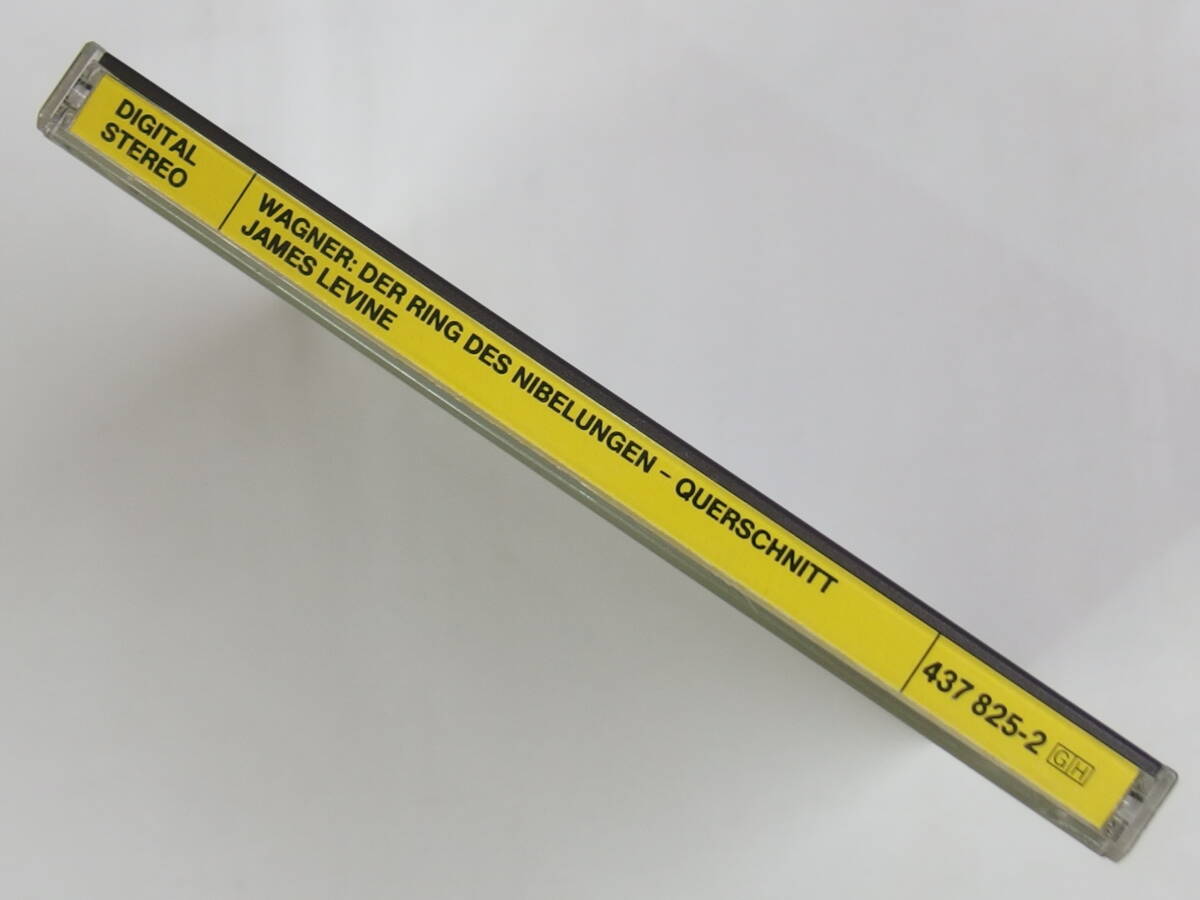 DIGITAL
STEREO
WAGNER: DER RING DES NIBELUNGEN – QUERSCHNITT
JAMES LEVINE
437 825-2 GH